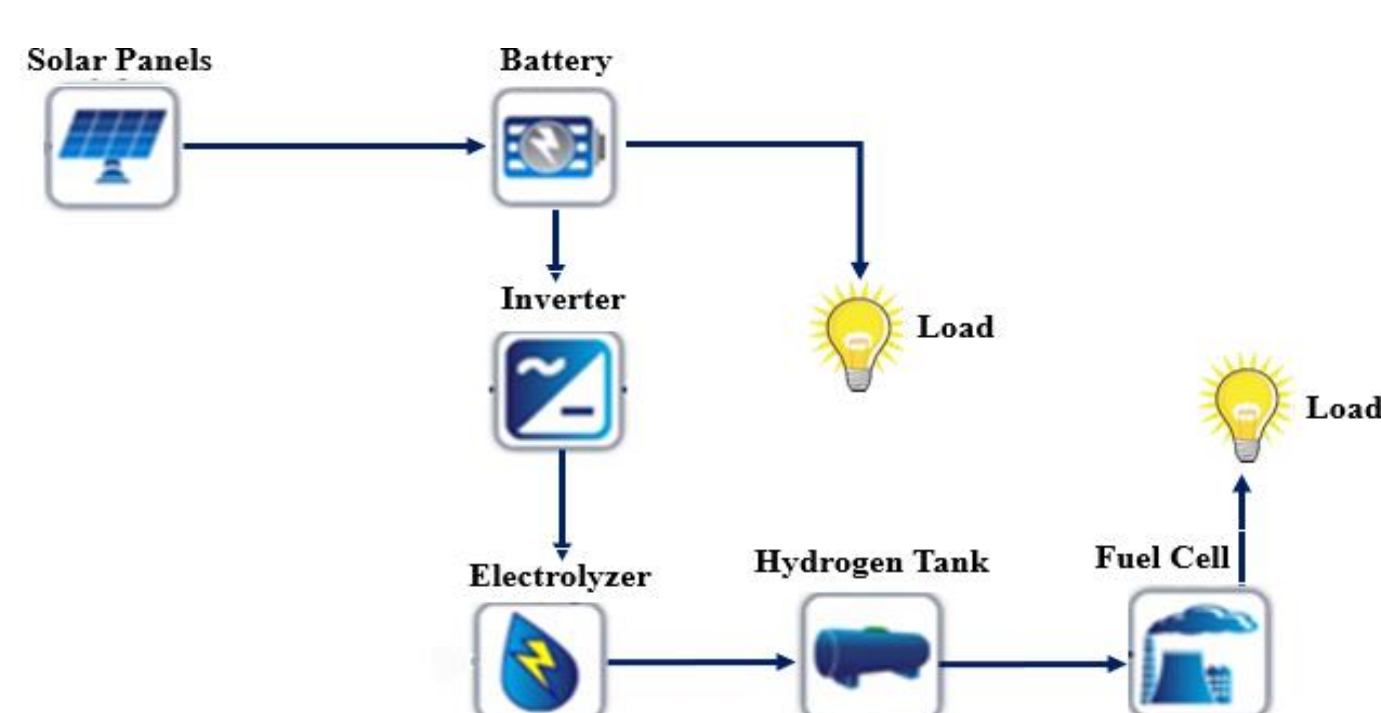 Solar Panels
Battery
Inverter
Load
Load
Electrolyzer
Hydrogen Tank
Fuel Cell